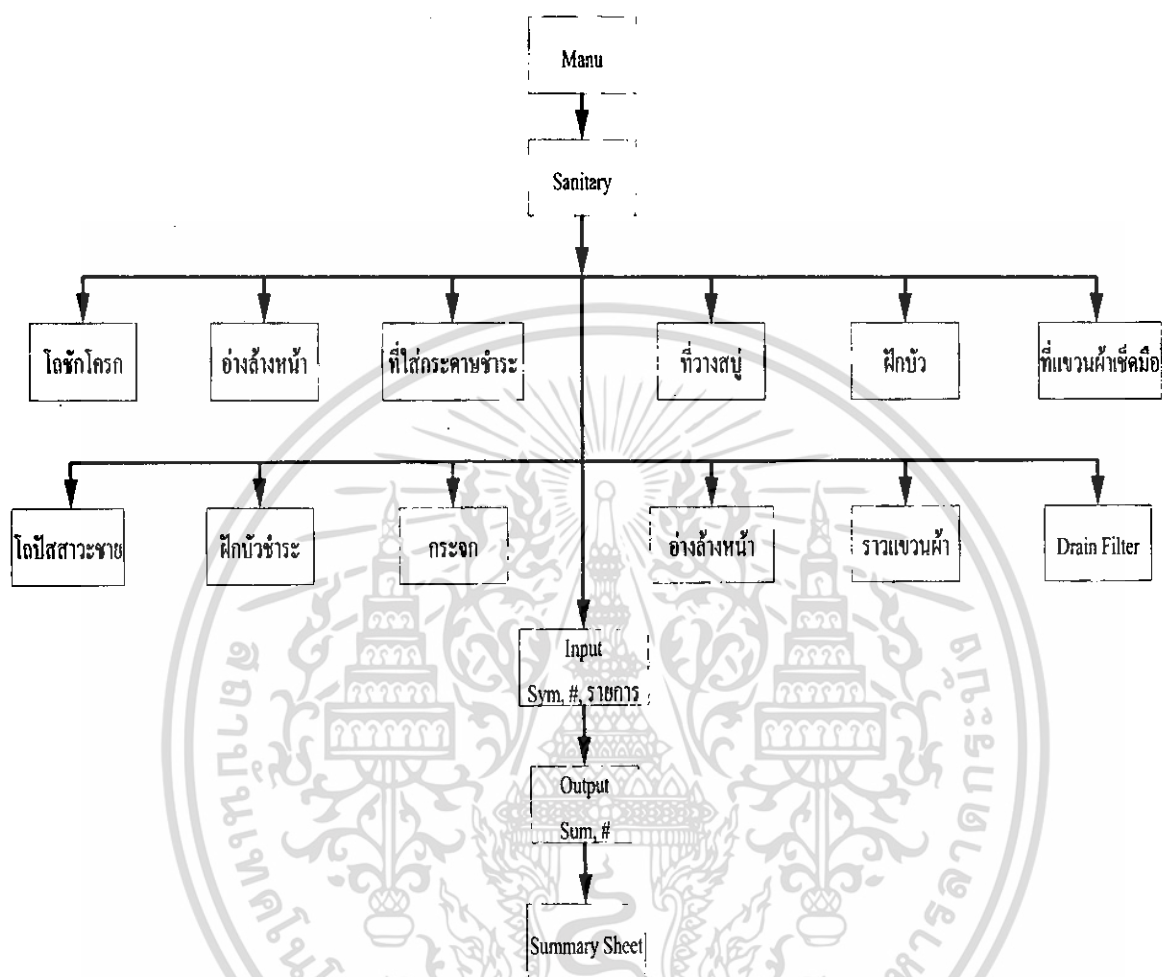 Manu
Sanitary
โถชักโครก
อ่างล้างหน้า
ที่ใส่กระดาษชำระ
ที่วางสบู่
ฝักบัว
ที่แขวนผ้าเช็ดมือ
โถปัสสาวะชาย
ฝักบัวชำระ
กระจก
อ่างล้างหน้า
ราวแขวนผ้า
Drain Filter
Input
Sym, #, รายการ
Output
Sum, #
Summary Sheet